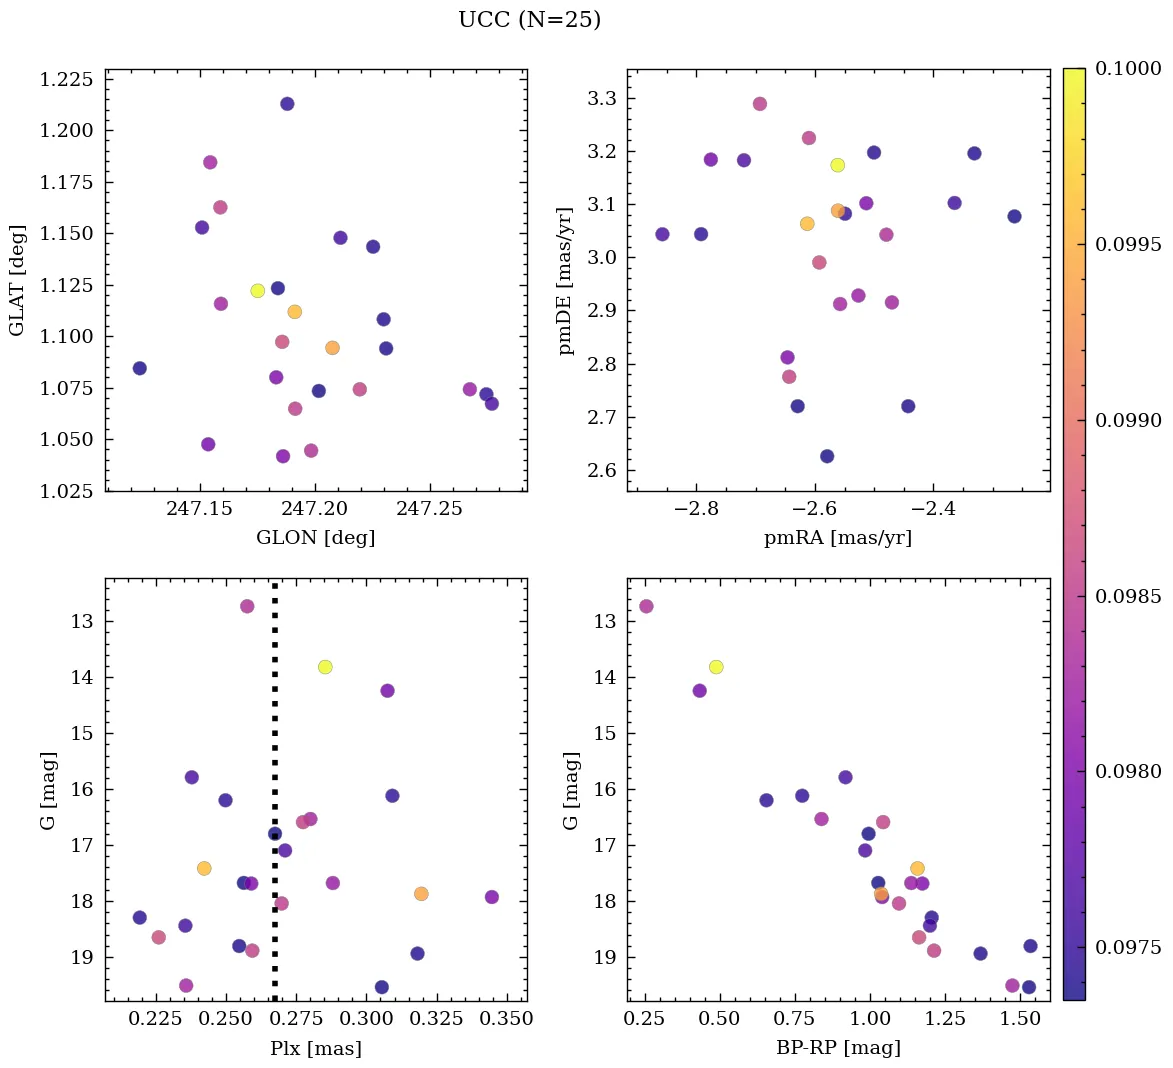 UCC (N=25)
1.225
1.200
1.175
1.150
1.125
1.100
1.075
1.050
1.025
GLAT [deg]
247.15 247.20 247.25
GLON [deg]
3.3
3.2
3.1
3.0
2.9
2.8
2.7
2.6
pmDE [mas/yr]
−2.8 −2.6 −2.4
pmRA [mas/yr]
13
14
15
16
17
18
19
G [mag]
0.225 0.250 0.275 0.300 0.325 0.350
Plx [mas]
13
14
15
16
17
18
19
G [mag]
0.25 0.50 0.75 1.00 1.25 1.50
BP-RP [mag]
0.1000
0.0995
0.0990
0.0985
0.0980
0.0975